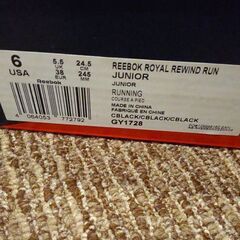 6 5.5 24.5 REEBOK ROYAL REWIND RUN
USA UK CM JUNIOR
38 245 JUNIOR
Reebok EUR MM RUNNING
COURSE A PIED
MADE IN CHINA
FABRIQUÉ EN CHINE
CBLACK/CBLACK/CBLACK
4 064053 772792 GY1728